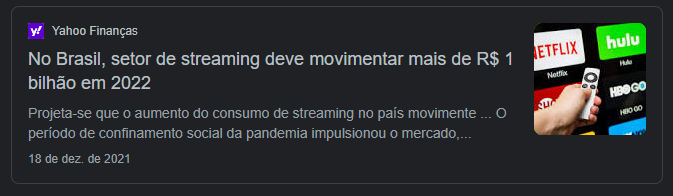 y!
Yahoo Finanças
No Brasil, setor de streaming deve movimentar mais de R$ 1
bilhão em 2022
Projeta-se que o aumento do consumo de streaming no país movimente ... O
período de confinamento social da pandemia impulsionou o mercado,...
18 de dez. de 2021
NETFLIX
hulu
Netflix
Hulu
HBO GO